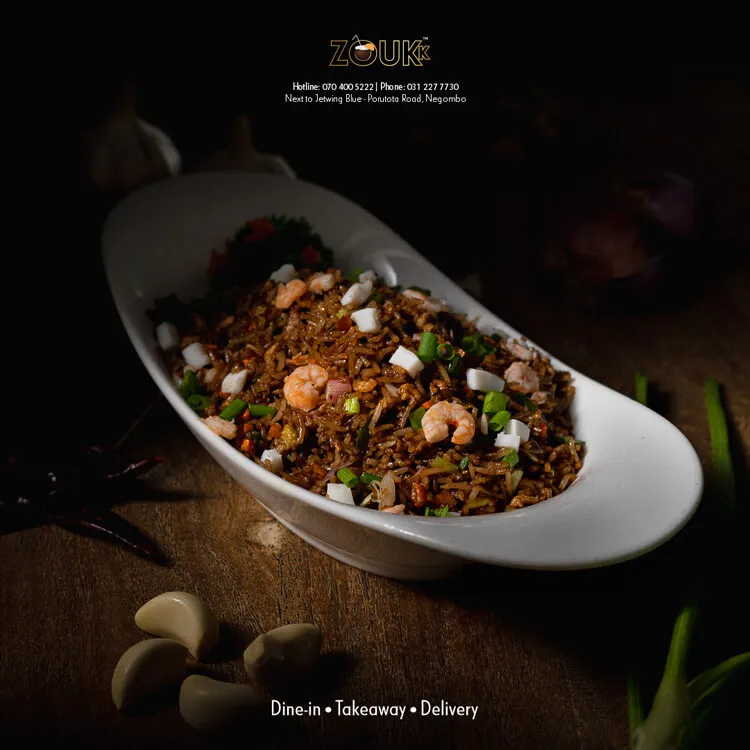 ZOUKK™
Hotline: 070 400 5222 | Phone: 031 227 7730
Next to Jetwing Blue - Porutota Road, Negombo
Dine-in • Takeaway • Delivery